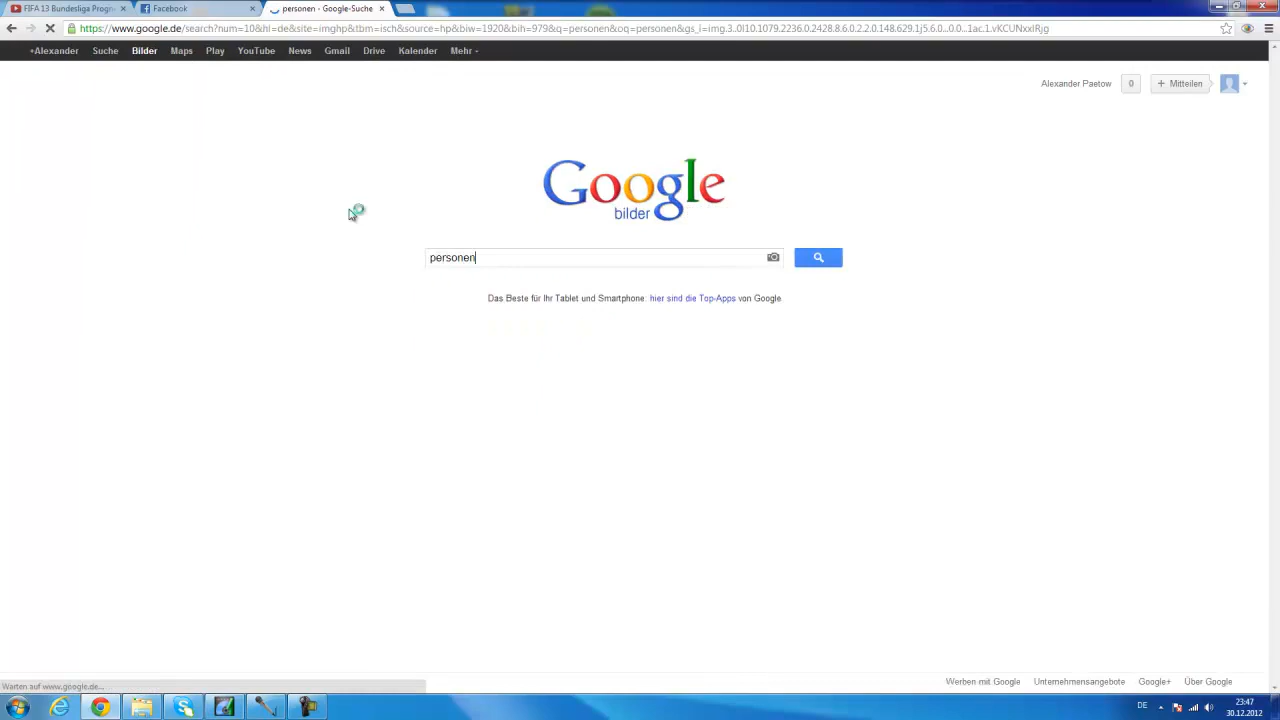 FIFA 13 Bundesliga Progn
Facebook
personen - Google-Suche
https://www.google.de/search?num=10&hl=de&site=imghp&tbm=isch&source=hp&biw=1920&bih=979&q=personen&oq=personen&gs_l=img.3..0l10.1079.2236.0.2428.8.6.0.2.2.0.148.629.1j5.6.0...0.0...1ac.1.vKCUNxxIRjg
+Alexander Suche Bilder Maps Play YouTube News Gmail Drive Kalender Mehr
Alexander Paetow 0 + Mitteilen
Google
bilder
personen
Das Beste für Ihr Tablet und Smartphone: hier sind die Top-Apps von Google
Werben mit Google Unternehmensangebote Google+ Über Google
Warten auf www.google.de...
DE
23:47
30.12.2012